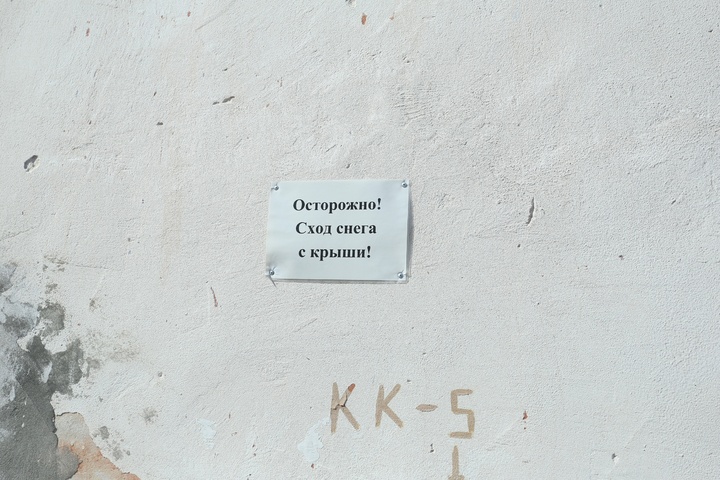 Осторожно!
Сход снега
с крыши!
КК-5